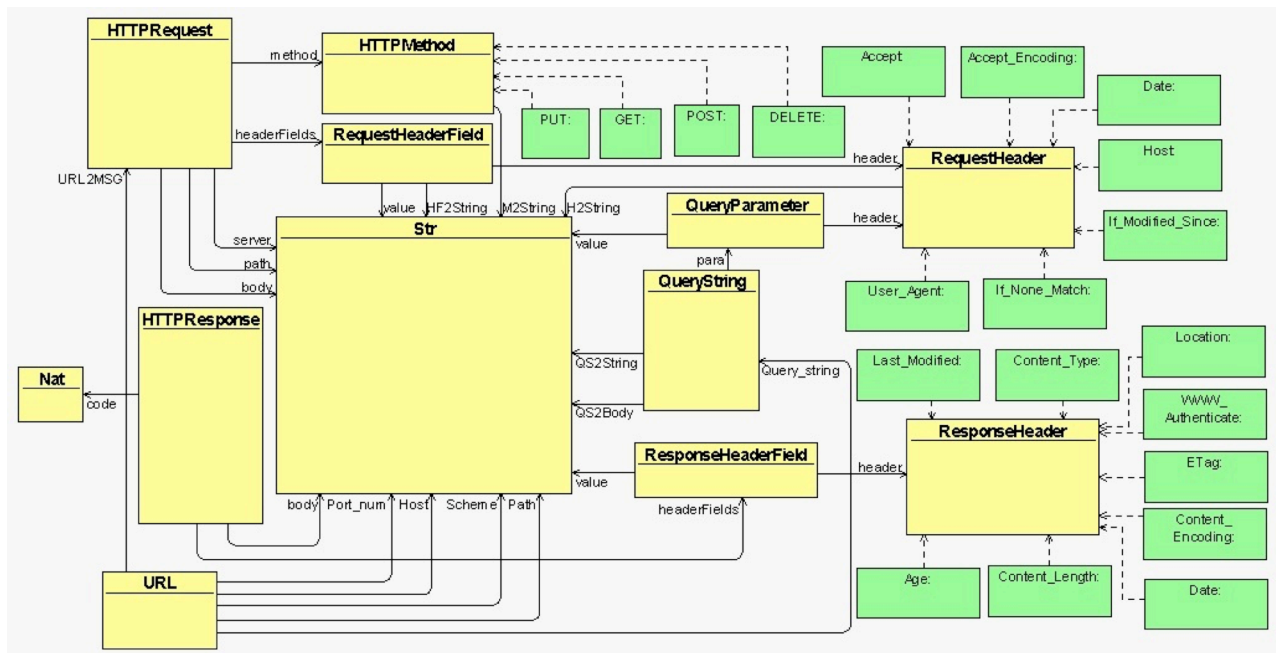 HTTPRequest
method
HTTPMethod
PUT:
GET:
POST:
DELETE:
Accept
Accept_Encoding:
Date:
Host
If_Modified_Since:
headerFields
RequestHeaderField
header
RequestHeader
User_Agent:
If_None_Match:
URL2MSG
value
HF2String
M2String
H2String
QueryParameter
header
value
para
Str
server
path
body
QueryString
QS2String
QS2Body
Query_string
HTTPResponse
Nat
code
Last_Modified:
Content_Type:
Location:
WWW_
Authenticate:
ResponseHeader
ETag:
Content_
Encoding:
Date:
Age:
Content_Length:
ResponseHeaderField
header
value
headerFields
body
Port_num
Host
Scheme
Path
URL